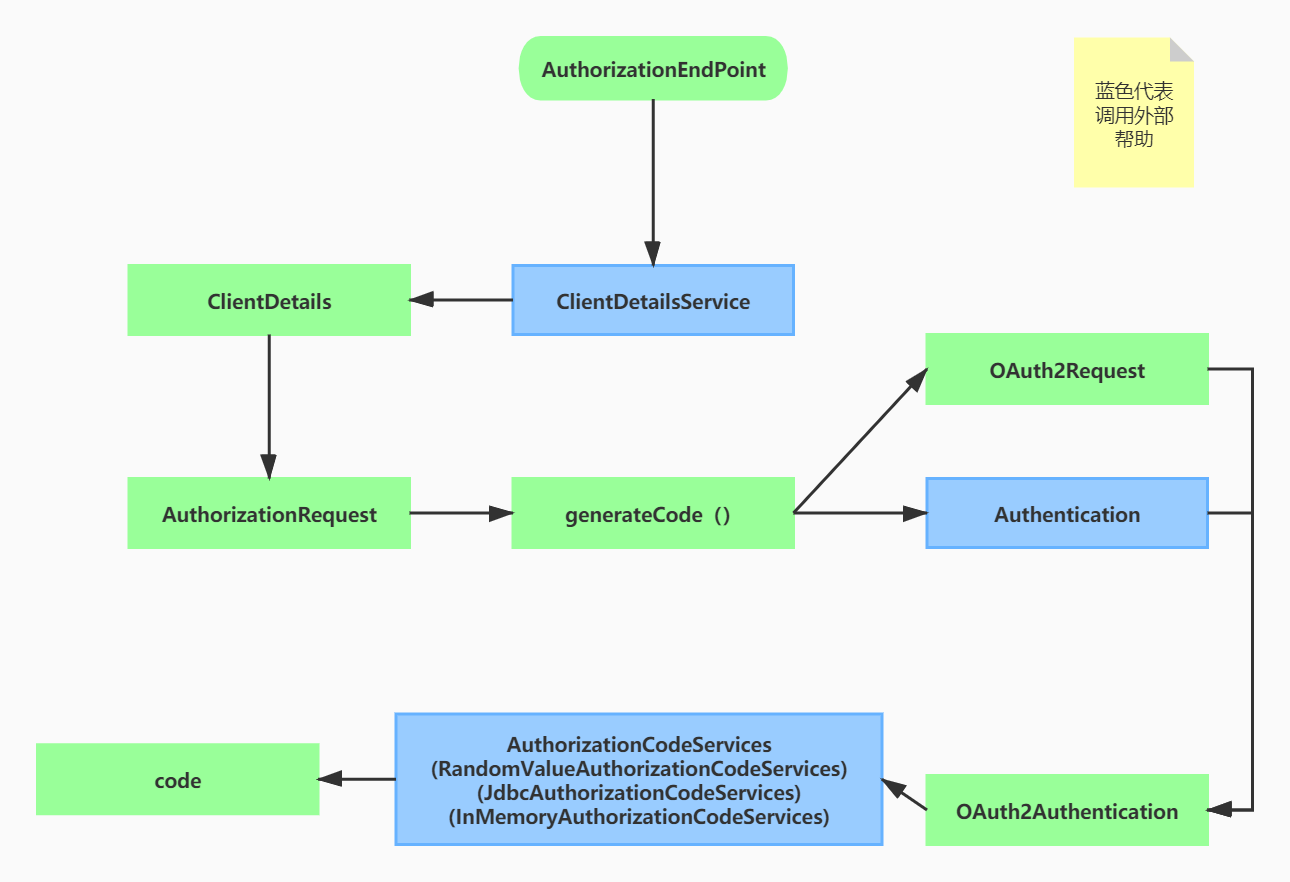 AuthorizationEndPoint
蓝色代表
调用外部
帮助
ClientDetails
ClientDetailsService
OAuth2Request
AuthorizationRequest
generateCode（）
Authentication
AuthorizationCodeServices
(RandomValueAuthorizationCodeServices)
(JdbcAuthorizationCodeServices)
(InMemoryAuthorizationCodeServices)
code
OAuth2Authentication